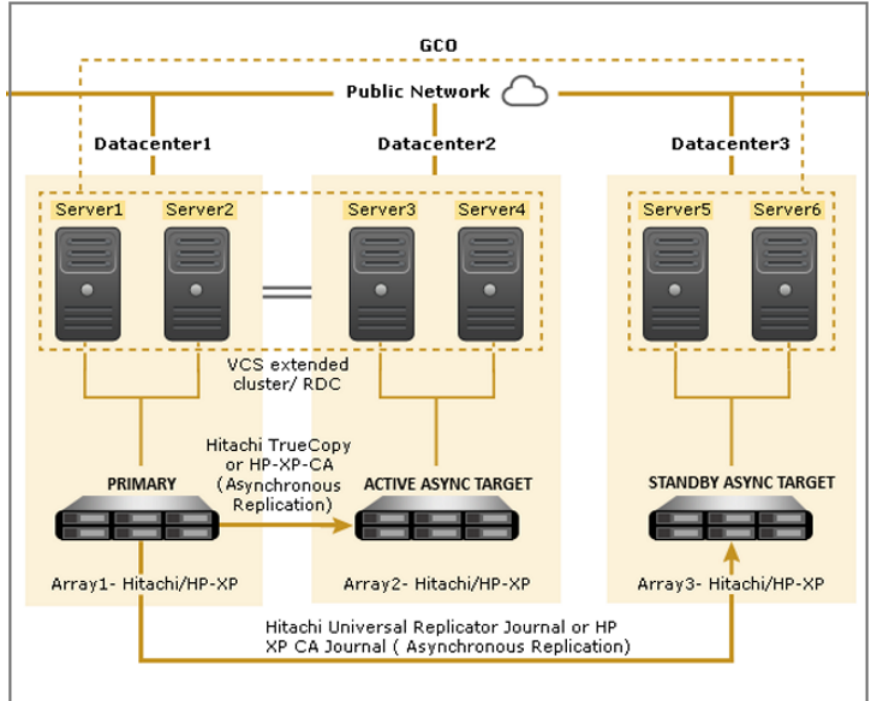 GCO
Public Network
Datacenter1
Datacenter2
Datacenter3
Server1
Server2
Server3
Server4
Server5
Server6
VCS extended
cluster/ RDC
Hitachi TrueCopy
or HP-XP-CA
(Asynchronous
Replication)
PRIMARY
ACTIVE ASYNC TARGET
STANDBY ASYNC TARGET
Array1- Hitachi/HP-XP
Array2- Hitachi/HP-XP
Array3- Hitachi/HP-XP
Hitachi Universal Replicator Journal or HP
XP CA Journal ( Asynchronous Replication)